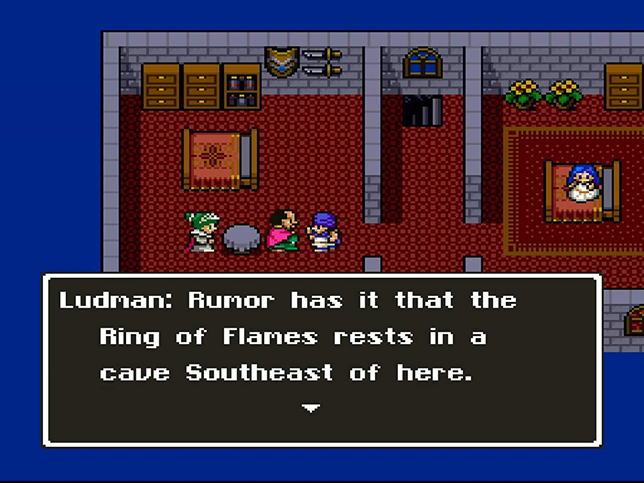 Ludman: Rumor has it that the
Ring of Flames rests in a
cave Southeast of here.